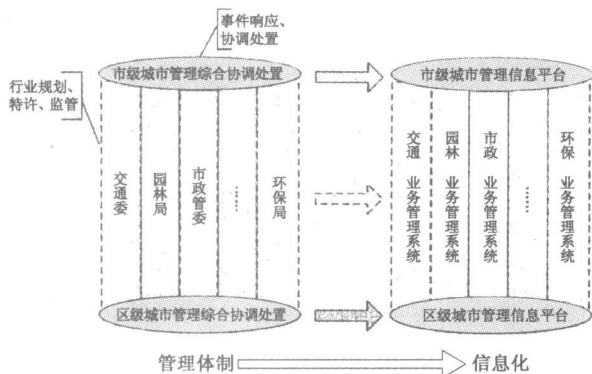 事件响应、
协调处置
行业规划、
特许、监管
市级城市管理综合协调处置
交通委
园林局
市政管委
……
环保局
区级城市管理综合协调处置
市级城市管理信息平台
交通 业务管理系统
园林 业务管理系统
市政 业务管理系统
……
环保 业务管理系统
区级城市管理信息平台
管理体制
信息化